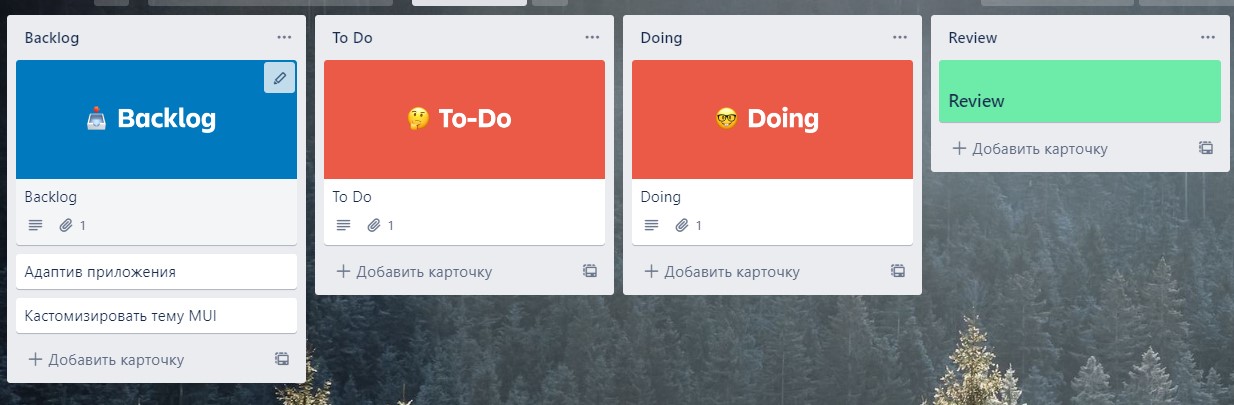 Backlog
Backlog
Backlog
1
Адаптив приложения
Кастомизировать тему MUI
Добавить карточку
To Do
To-Do
To Do
1
Добавить карточку
Doing
Doing
Doing
1
Добавить карточку
Review
Review
Добавить карточку